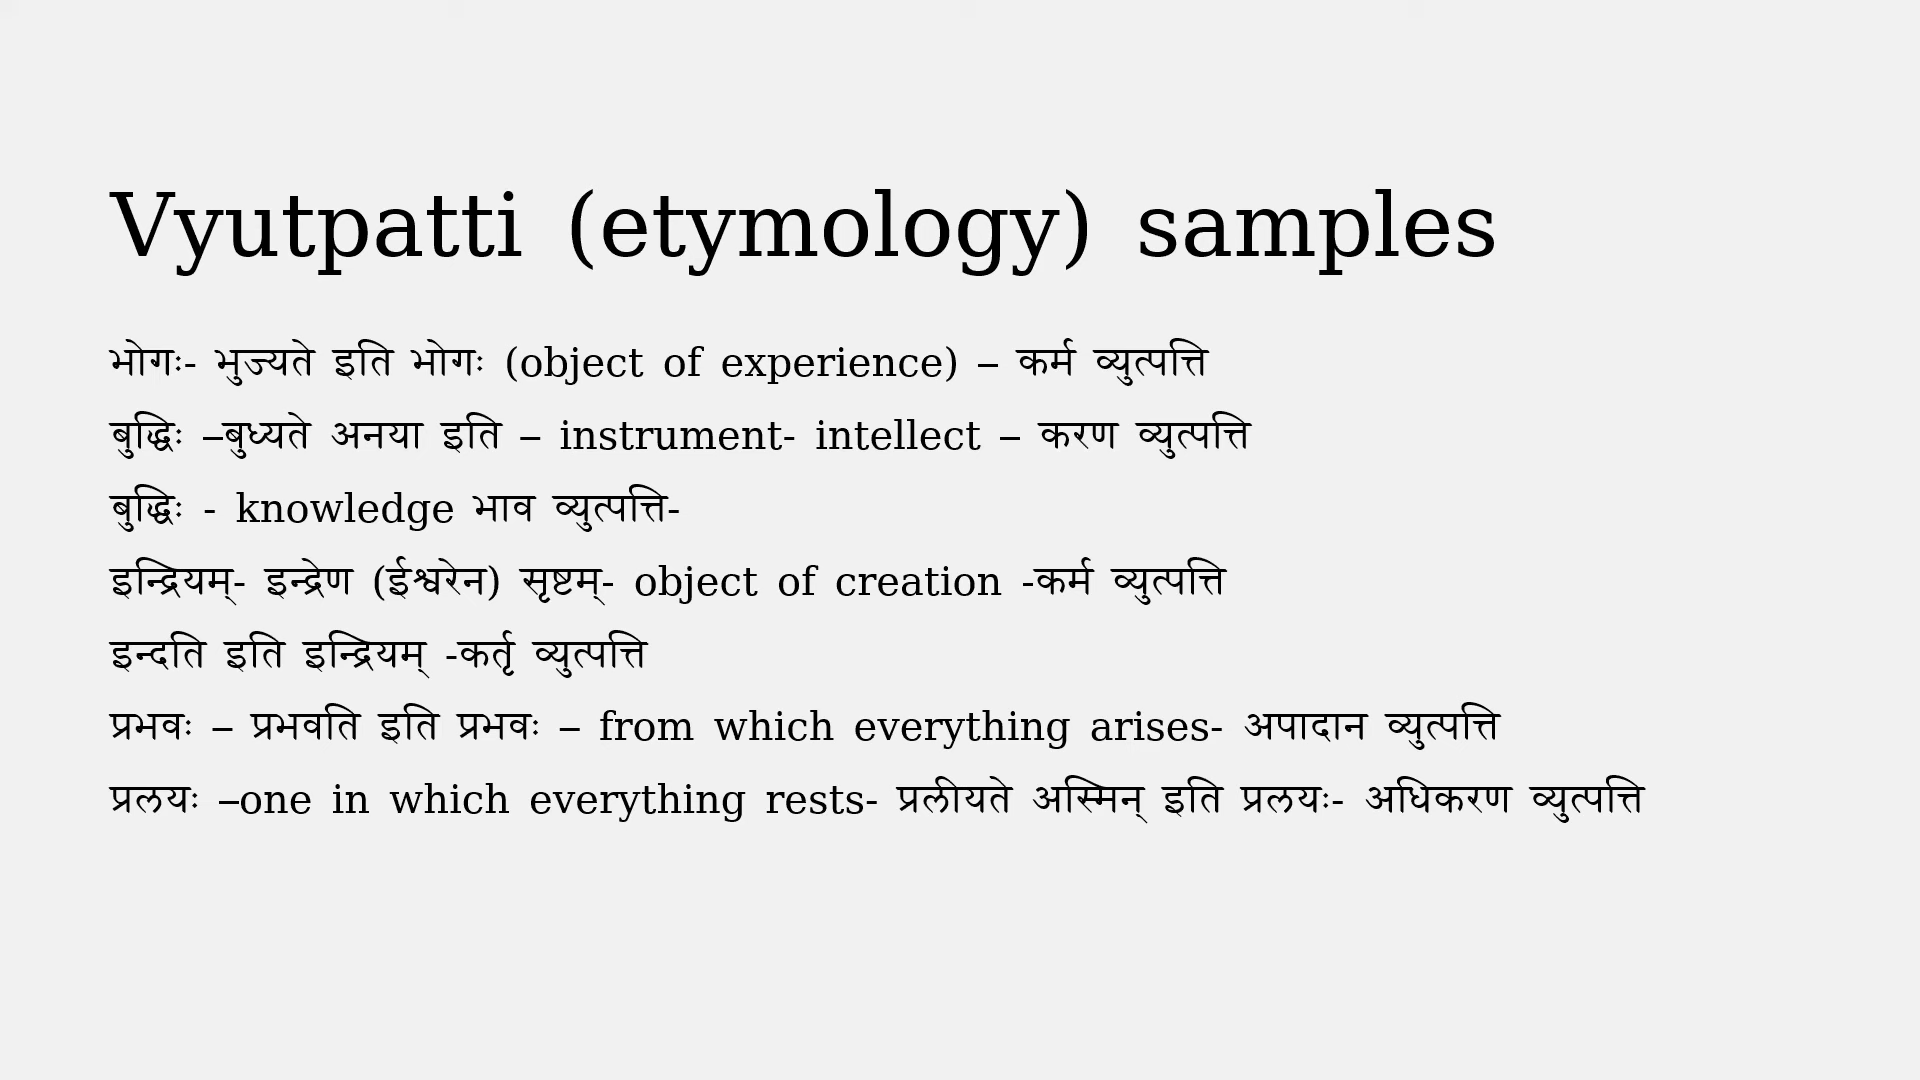 Vyutpatti (etymology) samples
भोगः- भुज्यते इति भोगः (object of experience) – कर्म व्युत्पत्ति
बुद्धिः –बुध्यते अनया इति – instrument- intellect – करण व्युत्पत्ति
बुद्धिः - knowledge भाव व्युत्पत्ति-
इन्द्रियम्- इन्द्रेण (ईश्वरेन) सृष्टम्- object of creation -कर्म व्युत्पत्ति
इन्दति इति इन्द्रियम् -कर्तृ व्युत्पत्ति
प्रभवः – प्रभवति इति प्रभवः – from which everything arises- अपादान व्युत्पत्ति
प्रलयः –one in which everything rests- प्रलीयते अस्मिन् इति प्रलयः- अधिकरण व्युत्पत्ति